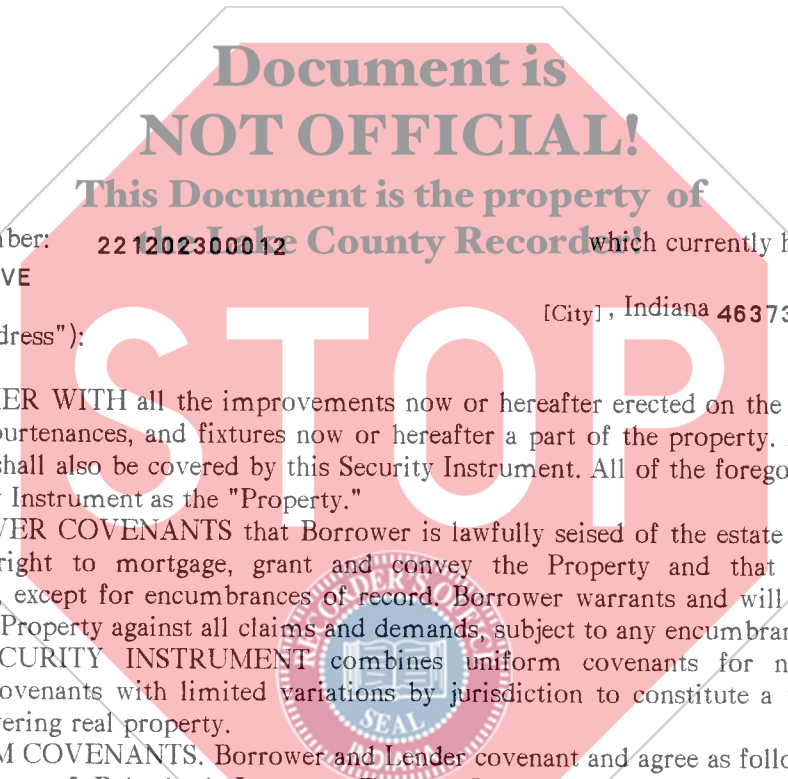 Document is
NOT OFFICIAL!
This Document is the property of
the Lake County Recorder!
ber: 221202300012 which currently h
VE
[City], Indiana 46373
dress"):
STOP
ER WITH all the improvements now or hereafter erected on the
ourtenances, and fixtures now or hereafter a part of the property.
shall also be covered by this Security Instrument. All of the forego
Instrument as the "Property."
VER COVENANTS that Borrower is lawfully seised of the estate
right to mortgage, grant and convey the Property and that
, except for encumbrances of record. Borrower warrants and will
Property against all claims and demands, subject to any encumbran
CURITY INSTRUMENT combines uniform covenants for n
ovenants with limited variations by jurisdiction to constitute a
vering real property.
RECORDER'S OFFICE
SEAL
INDIANA
M COVENANTS. Borrower and Lender covenant and agree as follo